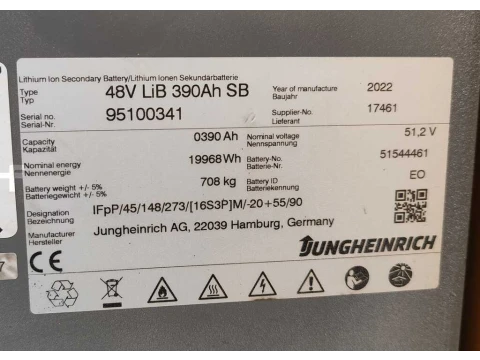 Lithium Ion Secondary Battery/Lithium Ionen Sekundärbatterie
Type
Typ
48V LiB 390Ah SB
Year of manufacture
Baujahr
2022
Serial no.
Serial-Nr.
95100341
Supplier-No.
Lieferant
17461
Capacity
Kapazität
0390 Ah
Nominal voltage
Nennspannung
51,2 V
Nominal energy
Nennenergie
19968 Wh
Batterie-No.
Batterie-Nr.
51544461
Battery weight +/- 5%
Batteriegewicht +/- 5%
708 kg
Battery ID
Batteriekennung
EO
Designation
Bezeichnung
IFpP/45/148/273/[16S3P]M/-20+55/90
Manufacturer
Hersteller
Jungheinrich AG, 22039 Hamburg, Germany
JUNGHEINRICH
CE
H
7